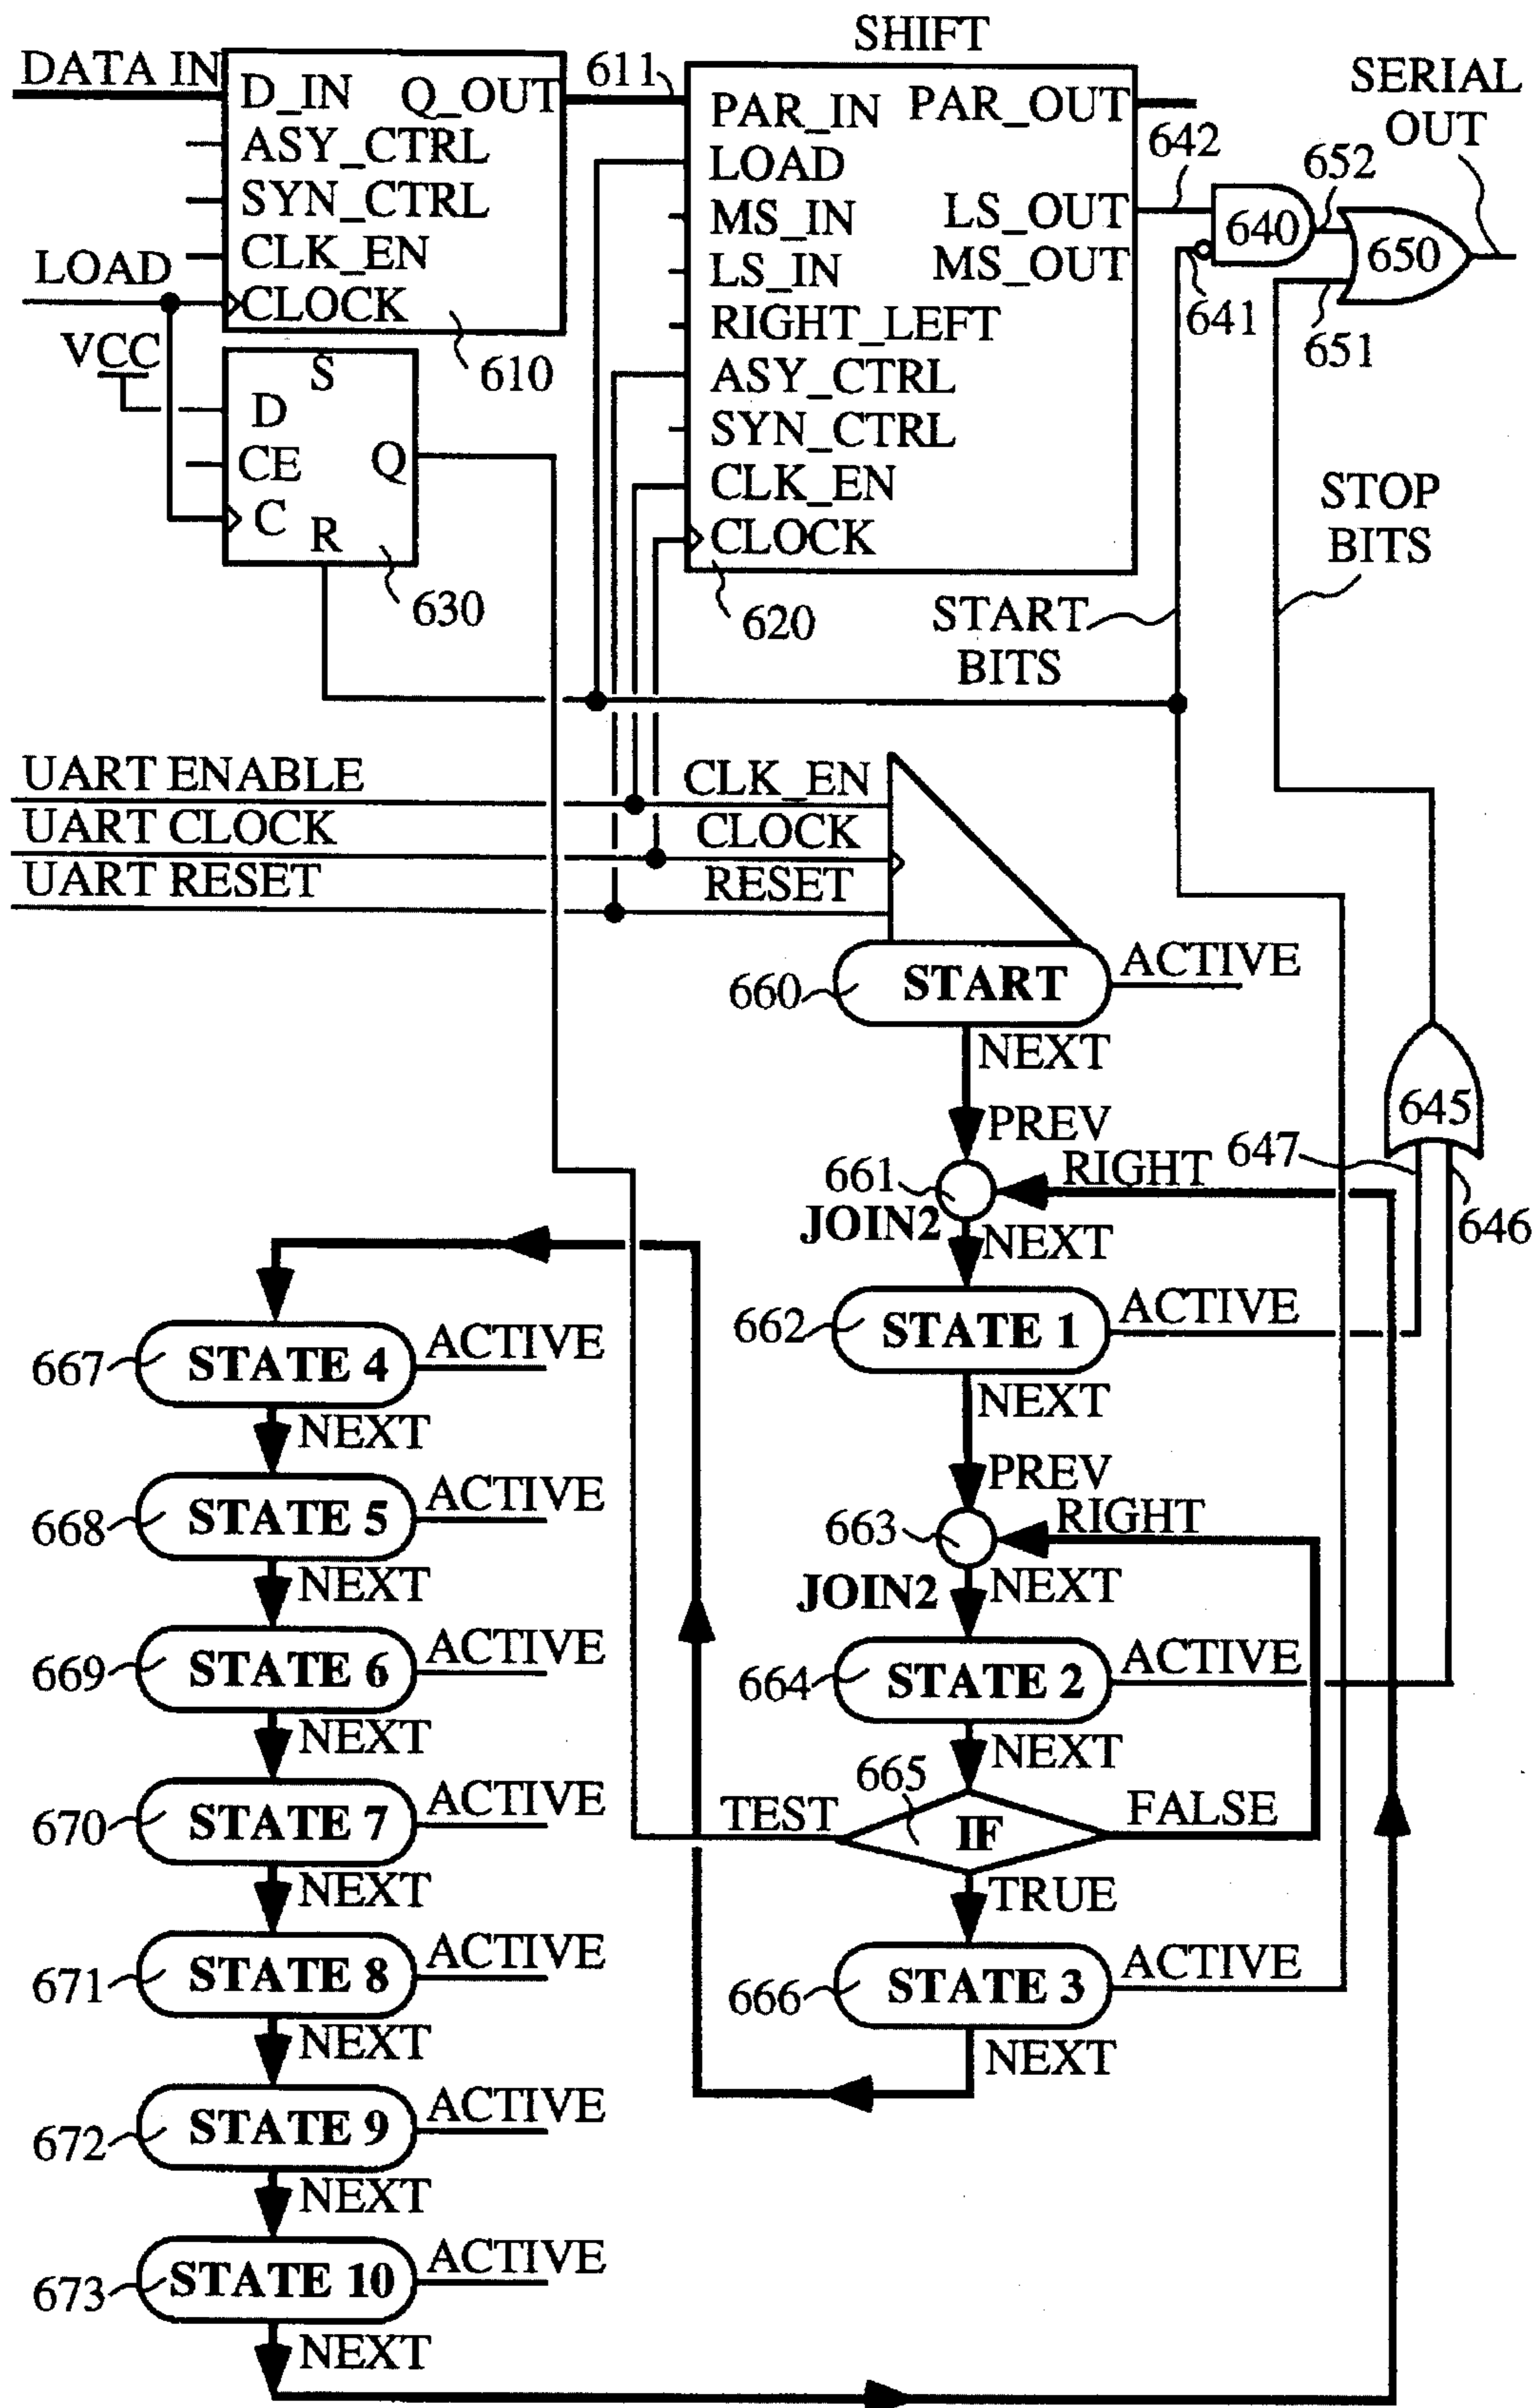 SHIFT
DATA IN
D_IN
Q_OUT
ASY_CTRL
SYN_CTRL
CLK_EN
CLOCK
LOAD
610
611
PAR_IN
PAR_OUT
LOAD
MS_IN
LS_OUT
LS_IN
MS_OUT
RIGHT_LEFT
ASY_CTRL
SYN_CTRL
CLK_EN
CLOCK
620
642
640
641
652
650
651
SERIAL
OUT
VCC
S
D
CE
Q
C
R
630
START
BITS
STOP
BITS
UART ENABLE
UART CLOCK
UART RESET
CLK_EN
CLOCK
RESET
660
START
ACTIVE
NEXT
PREV
645
647
646
661
RIGHT
JOIN2
NEXT
662
STATE 1
ACTIVE
NEXT
PREV
663
RIGHT
JOIN2
NEXT
664
STATE 2
ACTIVE
NEXT
665
TEST
IF
FALSE
TRUE
666
STATE 3
ACTIVE
NEXT
667
STATE 4
ACTIVE
NEXT
668
STATE 5
ACTIVE
NEXT
669
STATE 6
ACTIVE
NEXT
670
STATE 7
ACTIVE
NEXT
671
STATE 8
ACTIVE
NEXT
672
STATE 9
ACTIVE
NEXT
673
STATE 10
ACTIVE
NEXT